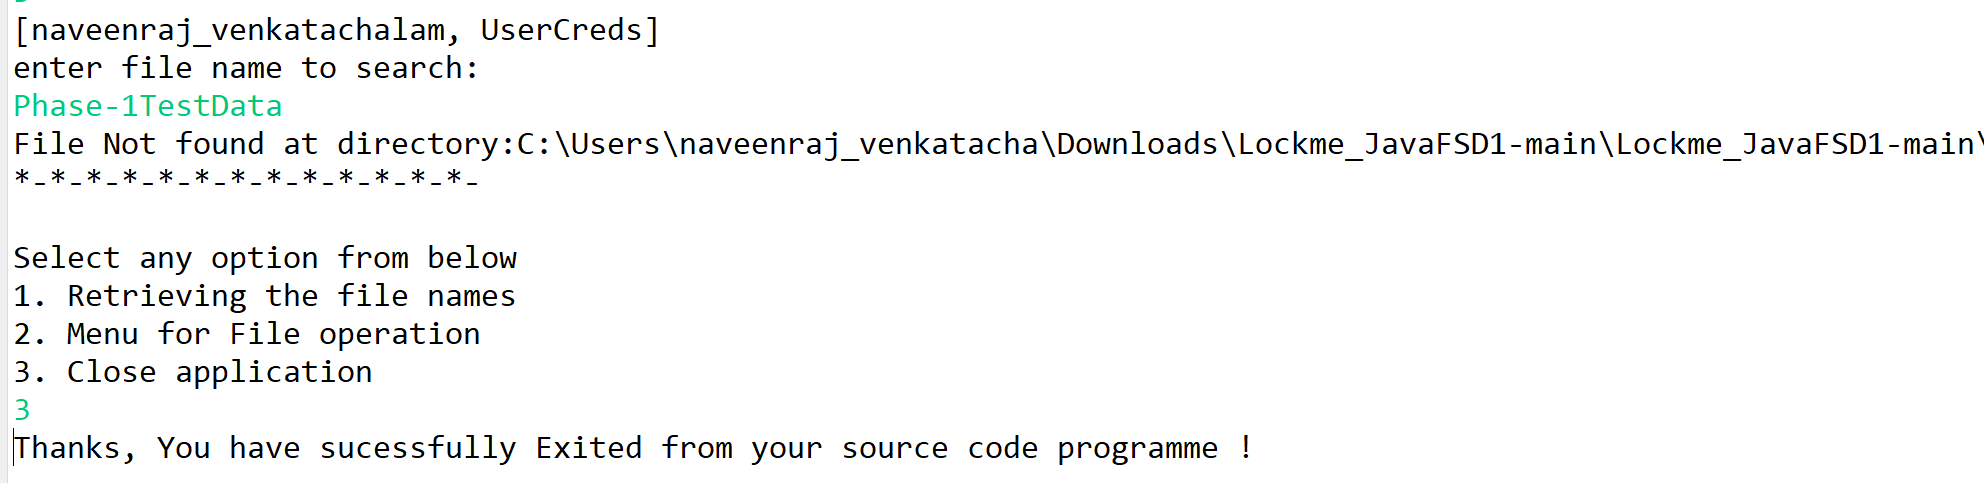 [naveenraj_venkatachalam, UserCreds]
enter file name to search:
Phase-1TestData
File Not found at directory:C:\Users\naveenraj_venkatacha\Downloads\Lockme_JavaFSD1-main\Lockme_JavaFSD1-main\
*-*-*-*-*-*-*-*-*-*-*-*-*-
Select any option from below
1. Retrieving the file names
2. Menu for File operation
3. Close application
3
Thanks, You have sucessfully Exited from your source code programme !